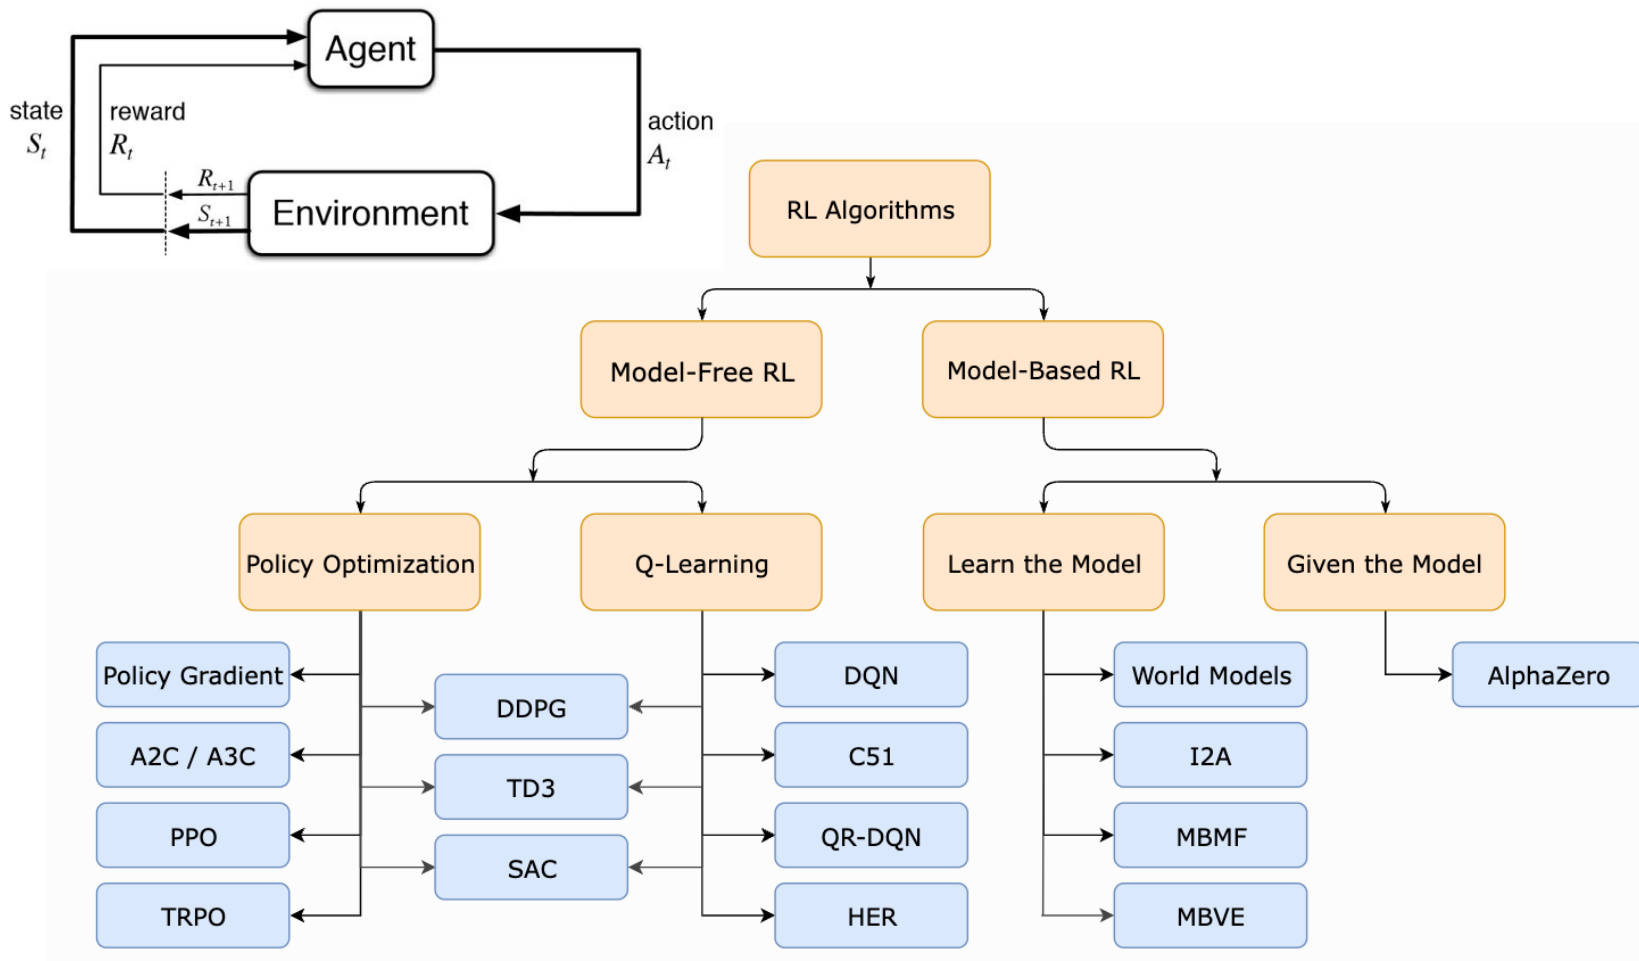 Agent
state
S_t
reward
R_t
action
A_t
R_{t+1}
S_{t+1}
Environment
RL Algorithms
Model-Free RL
Model-Based RL
Policy Optimization
Q-Learning
Learn the Model
Given the Model
Policy Gradient
DDPG
DQN
World Models
AlphaZero
A2C / A3C
TD3
C51
I2A
PPO
SAC
QR-DQN
MBMF
TRPO
HER
MBVE